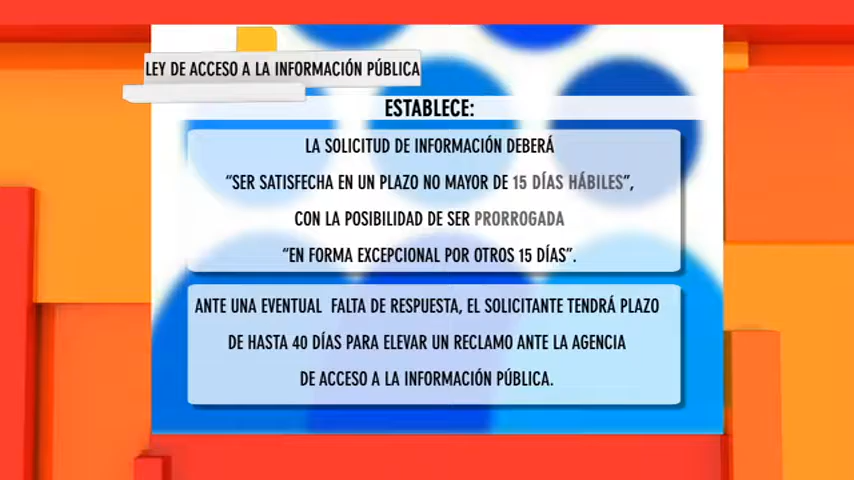 LEY DE ACCESO A LA INFORMACIÓN PÚBLICA
ESTABLECE:
LA SOLICITUD DE INFORMACIÓN DEBERÁ
“SER SATISFECHA EN UN PLAZO NO MAYOR DE 15 DÍAS HÁBILES”,
CON LA POSIBILIDAD DE SER PRORROGADA
“EN FORMA EXCEPCIONAL POR OTROS 15 DÍAS”.
ANTE UNA EVENTUAL FALTA DE RESPUESTA, EL SOLICITANTE TENDRÁ PLAZO
DE HASTA 40 DÍAS PARA ELEVAR UN RECLAMO ANTE LA AGENCIA
DE ACCESO A LA INFORMACIÓN PÚBLICA.